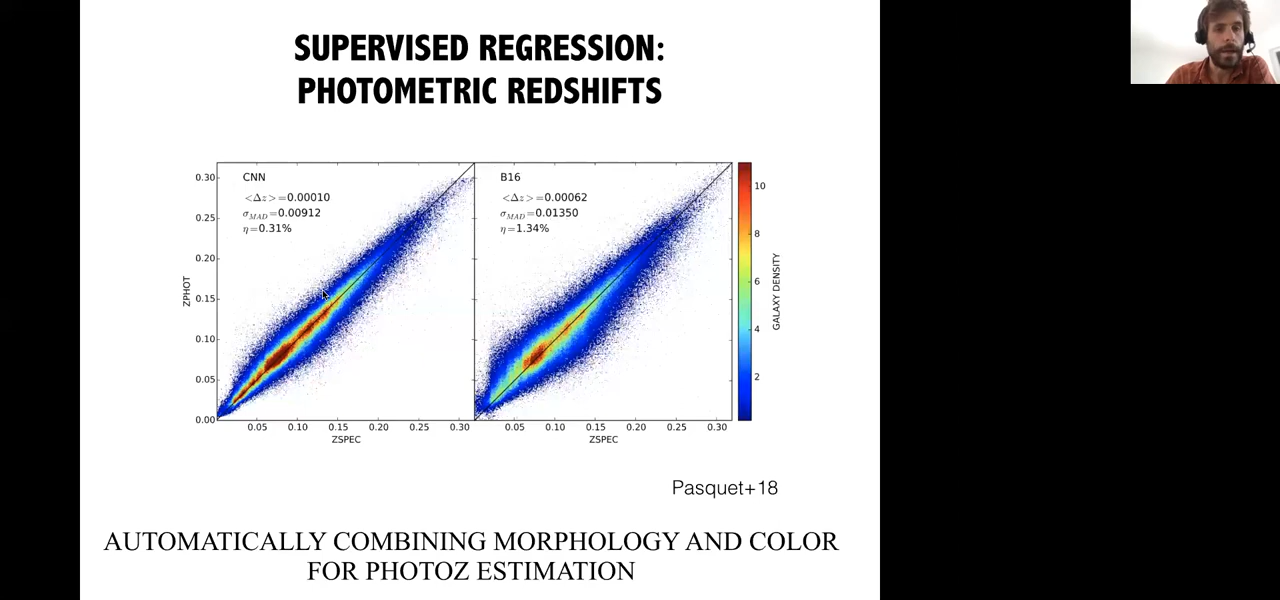 SUPERVISED REGRESSION:
PHOTOMETRIC REDSHIFTS
CNN
<Δz>=0.00010
σMAD=0.00912
η=0.31%
B16
<Δz>=0.00062
σMAD=0.01350
η=1.34%
0.30
0.25
0.20
0.15
0.10
0.05
0.00
ZPHOT
0.05 0.10 0.15 0.20 0.25 0.30
ZSPEC
0.05 0.10 0.15 0.20 0.25 0.30
ZSPEC
10
8
6
4
2
GALAXY DENSITY
Pasquet+18
AUTOMATICALLY COMBINING MORPHOLOGY AND COLOR
FOR PHOTOZ ESTIMATION